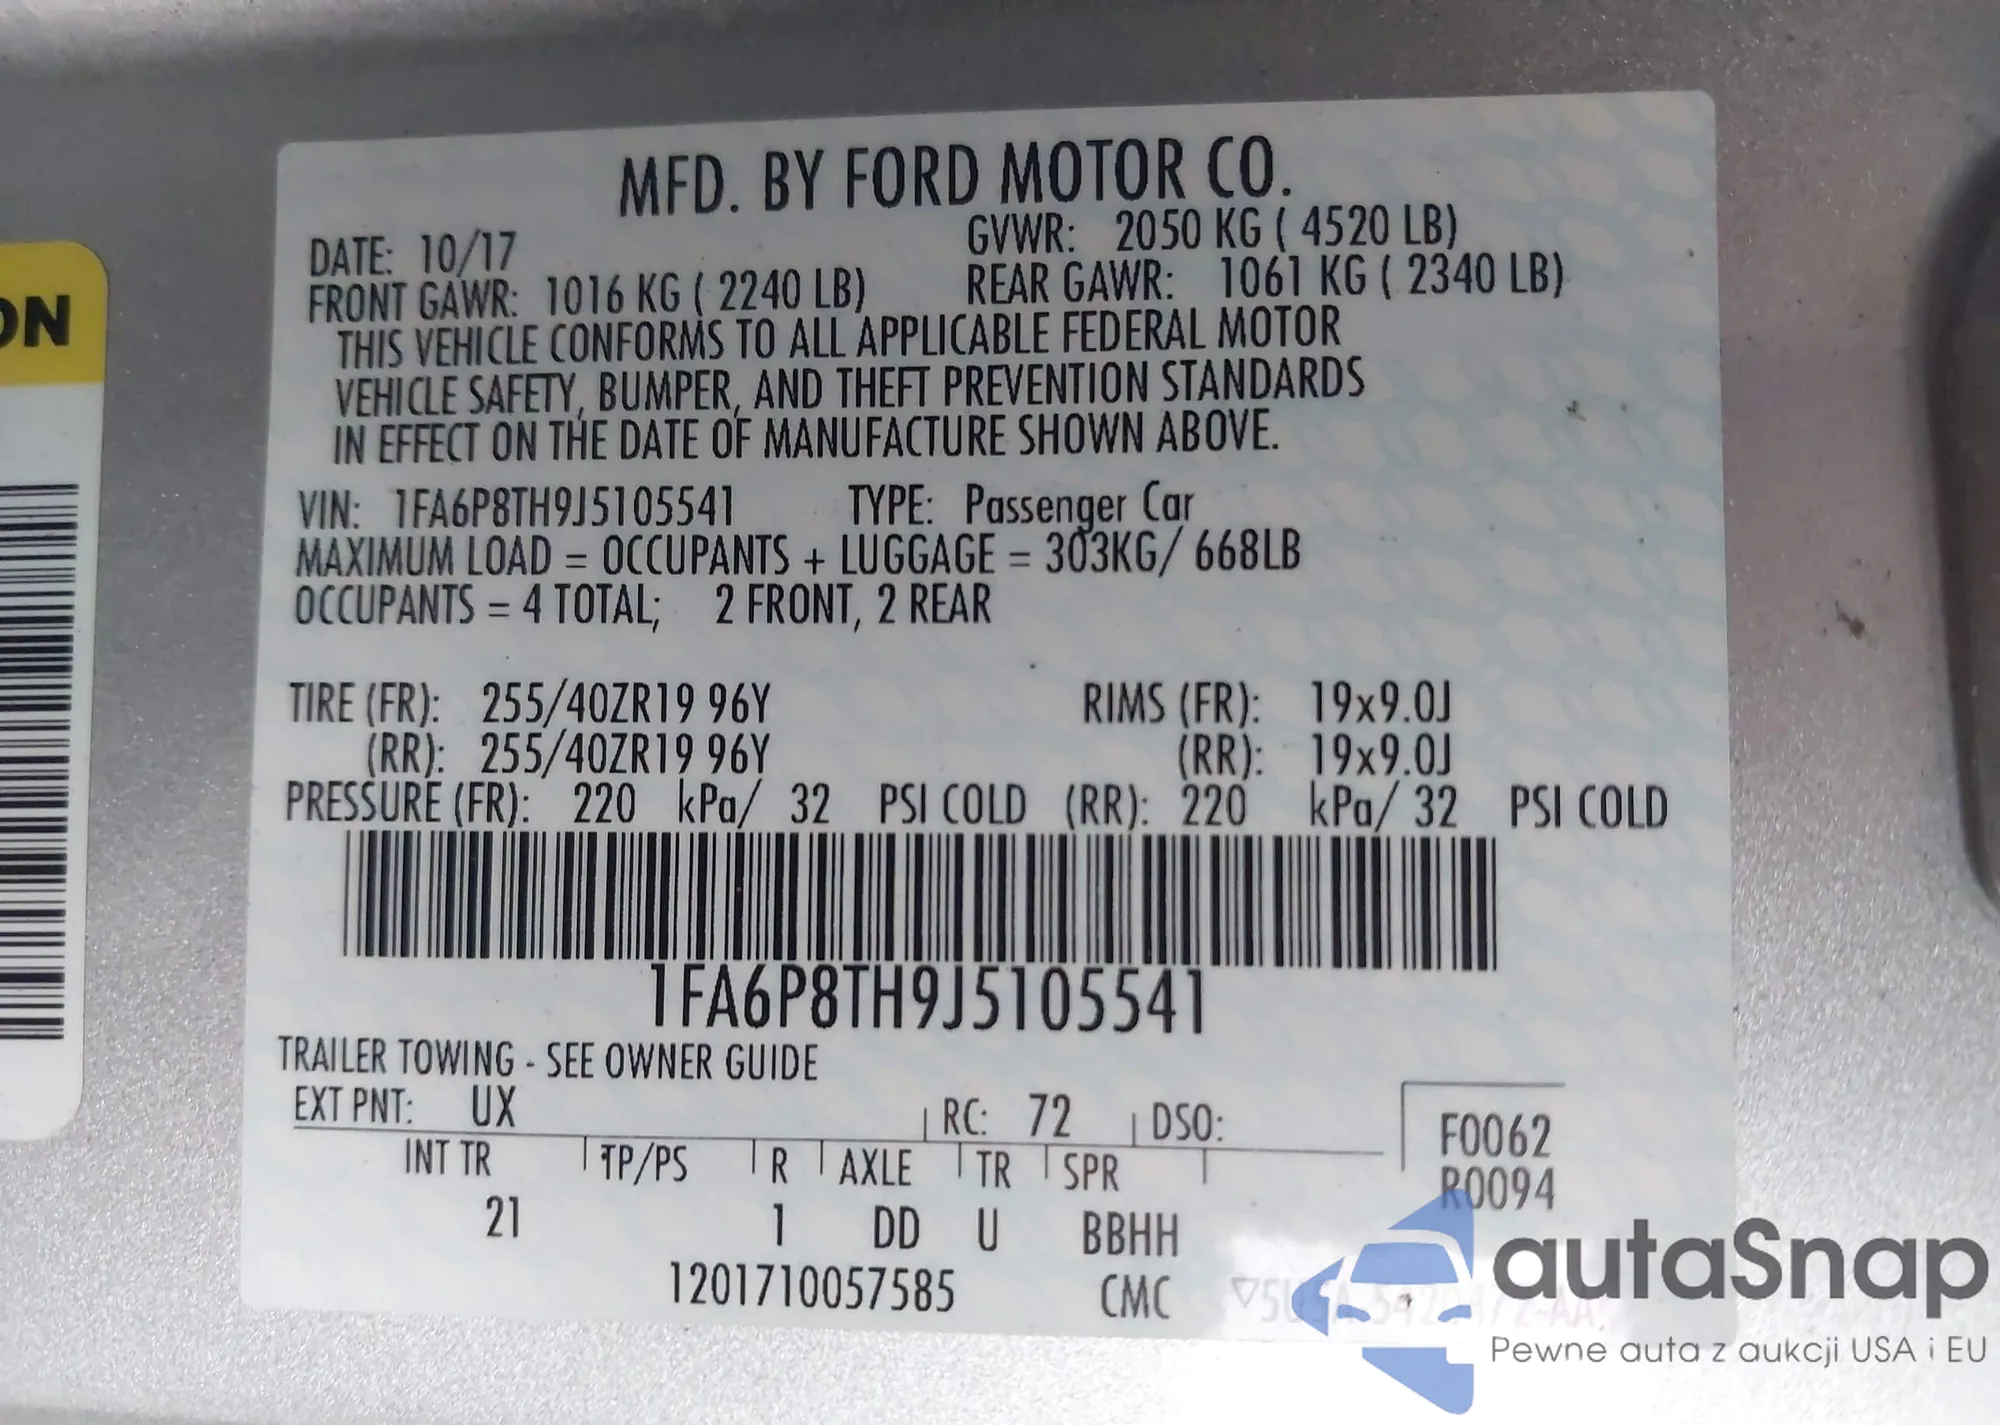 MFD. BY FORD MOTOR CO.
DATE: 10/17 GVWR: 2050 KG ( 4520 LB)
FRONT GAWR: 1016 KG ( 2240 LB) REAR GAWR: 1061 KG ( 2340 LB)
THIS VEHICLE CONFORMS TO ALL APPLICABLE FEDERAL MOTOR
VEHICLE SAFETY, BUMPER, AND THEFT PREVENTION STANDARDS
IN EFFECT ON THE DATE OF MANUFACTURE SHOWN ABOVE.
VIN: 1FA6P8TH9J5105541 TYPE: Passenger Car
MAXIMUM LOAD = OCCUPANTS + LUGGAGE = 303KG/ 668LB
OCCUPANTS = 4 TOTAL; 2 FRONT, 2 REAR
TIRE (FR): 255/40ZR19 96Y RIMS (FR): 19x9.0J
(RR): 255/40ZR19 96Y (RR): 19x9.0J
PRESSURE (FR): 220 kPa/ 32 PSI COLD (RR): 220 kPa/ 32 PSI COLD
1FA6P8TH9J5105541
TRAILER TOWING - SEE OWNER GUIDE
EXT PNT: UX RC: 72 DSO: F0062
INT TR TP/PS R AXLE TR SPR R0094
21 1 DD U BBHH
1201710057585 CMC
ON
autaSnap
Pewne auta z aukcji USA i EU